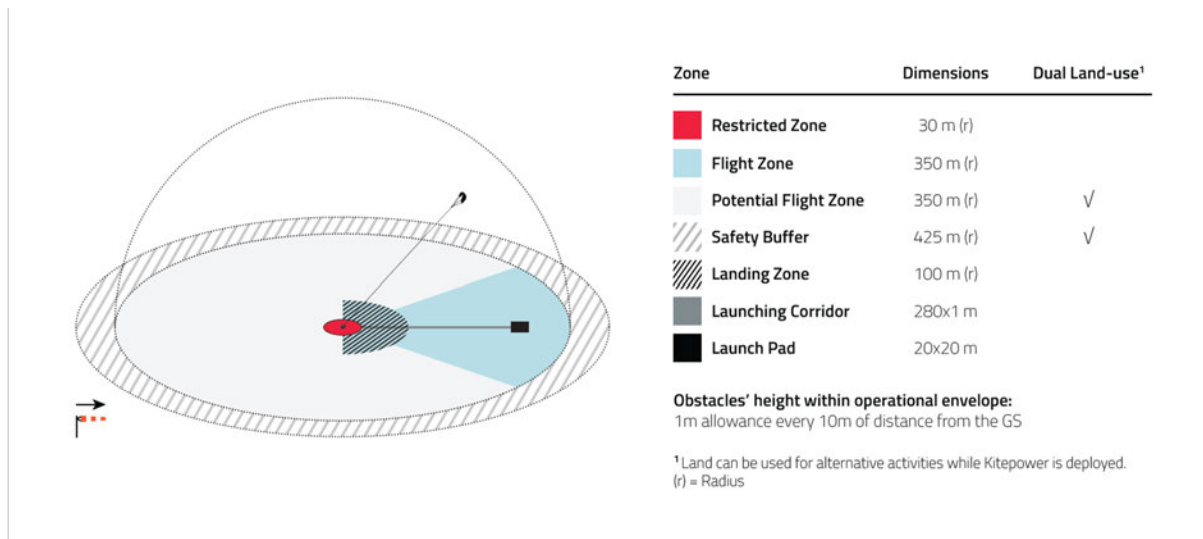 Zone Dimensions Dual Land-use¹
Restricted Zone 30 m (r)
Flight Zone 350 m (r)
Potential Flight Zone 350 m (r) √
Safety Buffer 425 m (r) √
Landing Zone 100 m (r)
Launching Corridor 280x1 m
Launch Pad 20x20 m
Obstacles' height within operational envelope:
1m allowance every 10m of distance from the GS
¹ Land can be used for alternative activities while Kitepower is deployed.
(r) = Radius